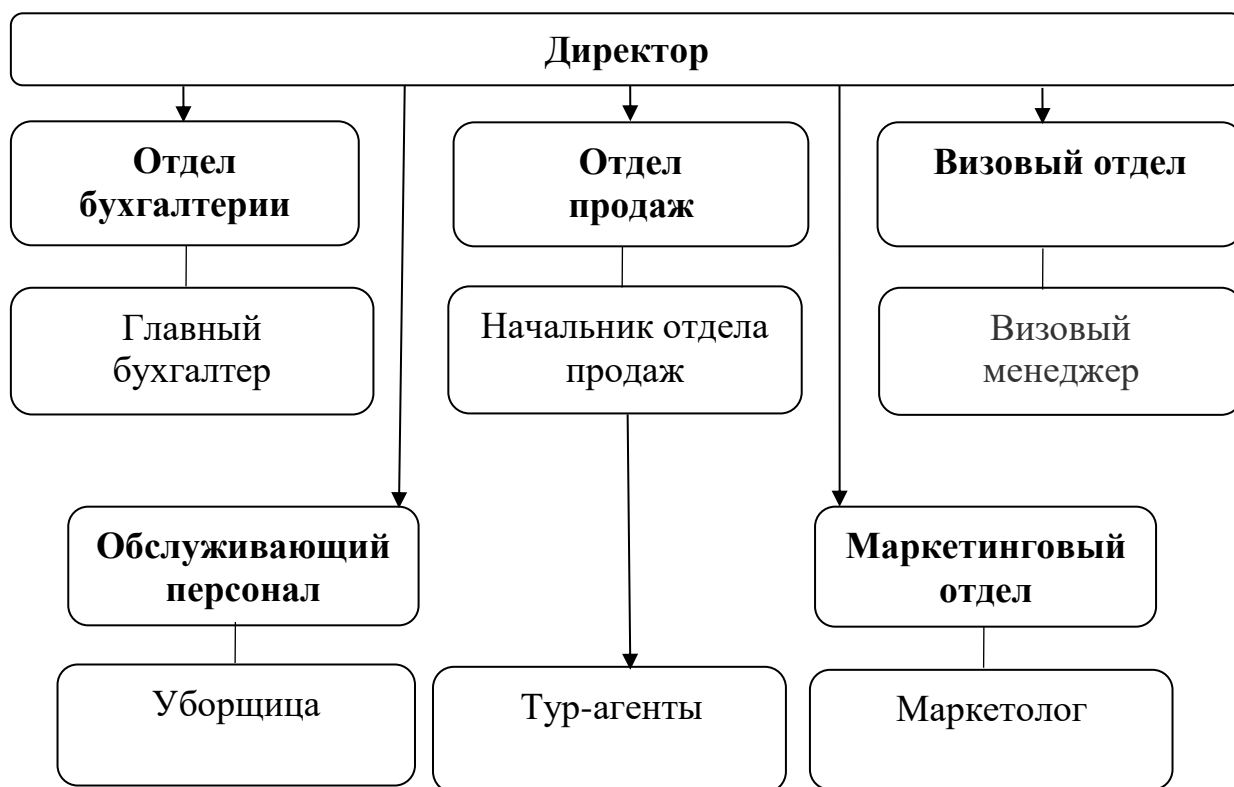 Директор
Отдел
бухгалтерии
Отдел
продаж
Визовый отдел
Главный
бухгалтер
Начальник отдела
продаж
Визовый
менеджер
Обслуживающий
персонал
Маркетинговый
отдел
Уборщица
Тур-агенты
Маркетолог